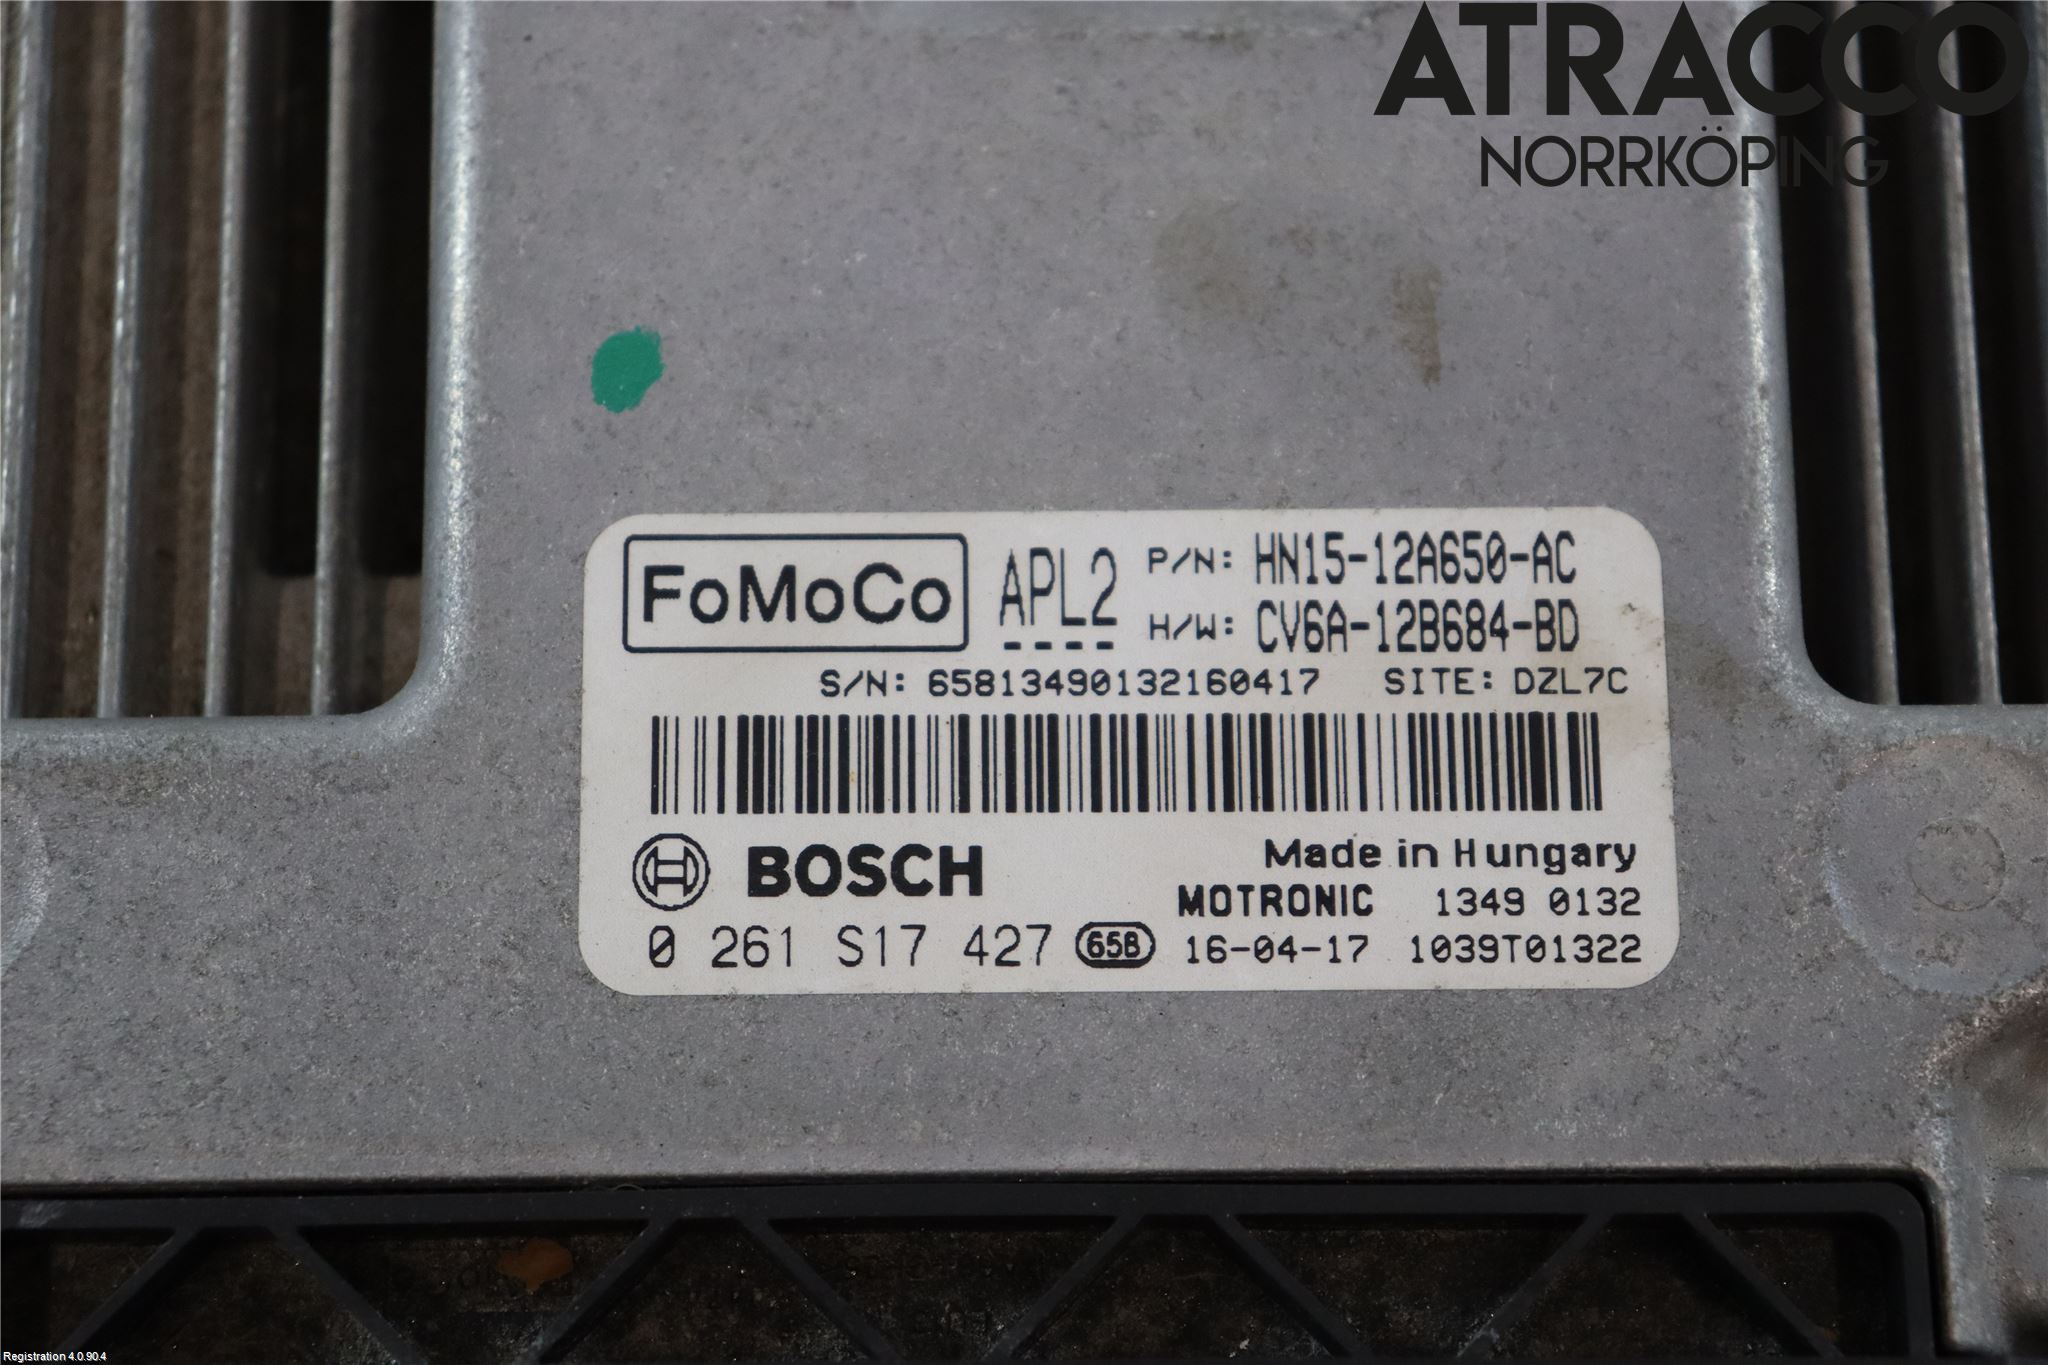 ATRACCO
NORRKÖPING
FoMoCo APL2 P/N: HN15-12A650-AC
H/W: CV6A-12B684-BD
S/N: 65813490132160417 SITE: DZL7C
BOSCH Made in Hungary
MOTRONIC 1349 0132
0 261 S17 427 65B 16-04-17 1039T01322
Registration 4.0.90.4